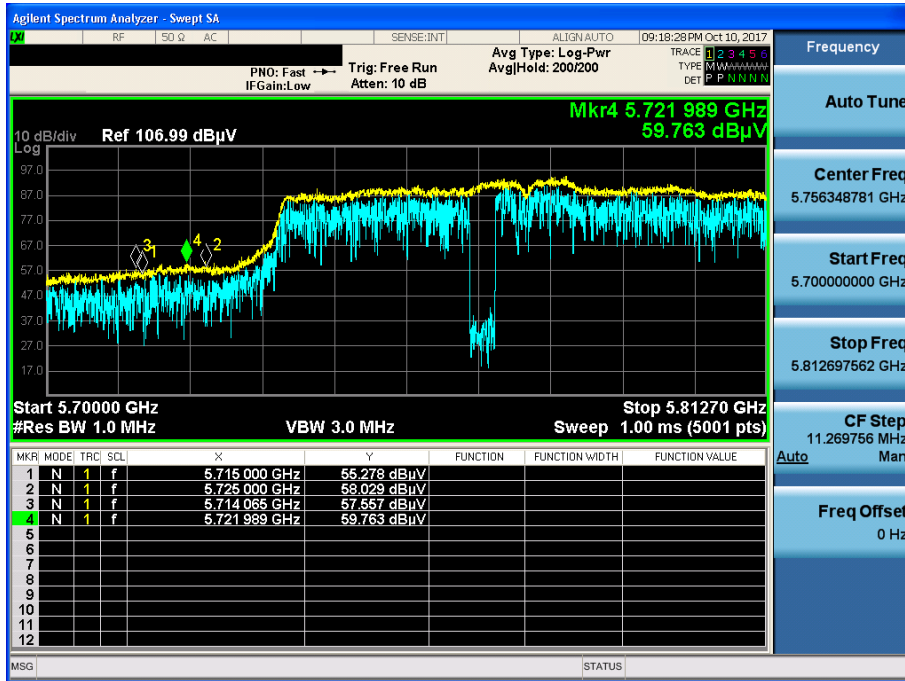 Agilent Spectrum Analyzer - Swept SA
LXI RF 50 Ω AC SENSE:INT ALIGN AUTO 09:18:28 PM Oct 10, 2017
Frequency
PNO: Fast
IFGain:Low
Trig: Free Run
Atten: 10 dB
Avg Type: Log-Pwr
Avg|Hold: 200/200
TRACE 1 2 3 4 5 6
TYPE M W
DET P P N N N N
Auto Tune
Mkr4 5.721 989 GHz
59.763 dBµV
10 dB/div Ref 106.99 dBµV
Log
97.0
87.0
77.0
67.0
57.0
47.0
37.0
27.0
17.0
3 1 4 2
Center Freq
5.756348781 GHz
Start Freq
5.700000000 GHz
Stop Freq
5.812697562 GHz
Start 5.70000 GHz Stop 5.81270 GHz
#Res BW 1.0 MHz VBW 3.0 MHz Sweep 1.00 ms (5001 pts)
CF Step
11.269756 MHz
Auto Man
Freq Offset
0 Hz
MKR MODE TRC SCL X Y FUNCTION FUNCTION WIDTH FUNCTION VALUE
1 N 1 f 5.715 000 GHz 55.278 dBµV
2 N 1 f 5.725 000 GHz 58.029 dBµV
3 N 1 f 5.714 065 GHz 57.557 dBµV
4 N 1 f 5.721 989 GHz 59.763 dBµV
5
6
7
8
9
10
11
12
MSG STATUS